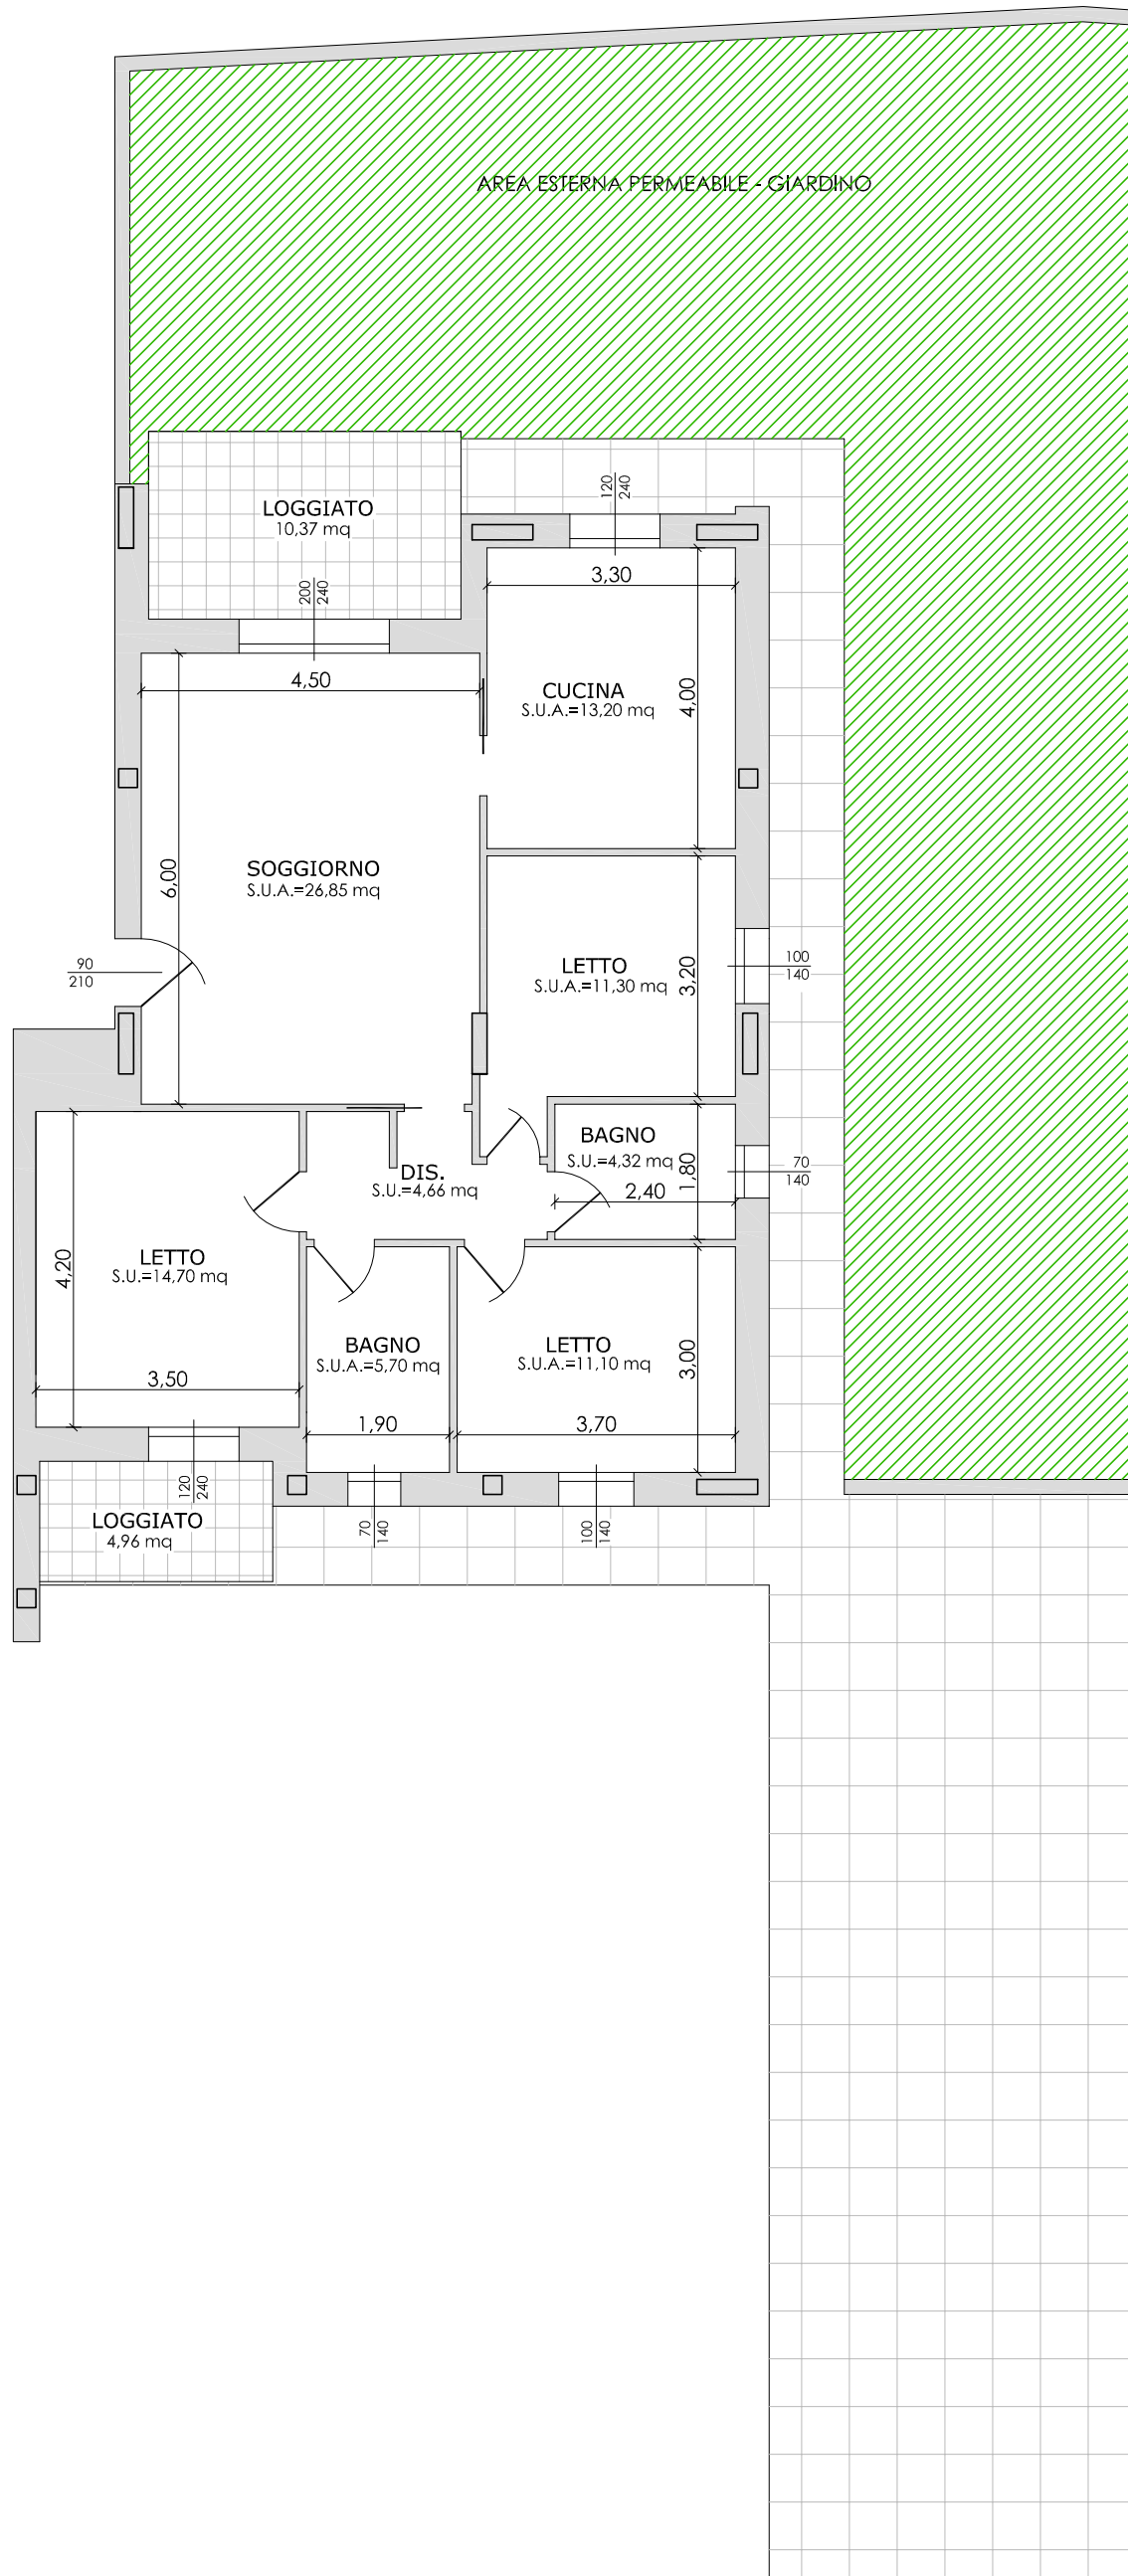 AREA ESTERNA PERMEABILE - GIARDINO
LOGGIATO
10,37 mq
120
240
200
240
3,30
4,50
CUCINA
S.U.A.=13,20 mq
4,00
6,00
SOGGIORNO
S.U.A.=26,85 mq
90
210
LETTO
S.U.A.=11,30 mq
3,20
100
140
BAGNO
S.U.=4,32 mq
1,80
70
140
DIS.
S.U.=4,66 mq
2,40
LETTO
S.U.=14,70 mq
4,20
3,50
BAGNO
S.U.A.=5,70 mq
1,90
LETTO
S.U.A.=11,10 mq
3,00
3,70
120
240
LOGGIATO
4,96 mq
70
140
100
140